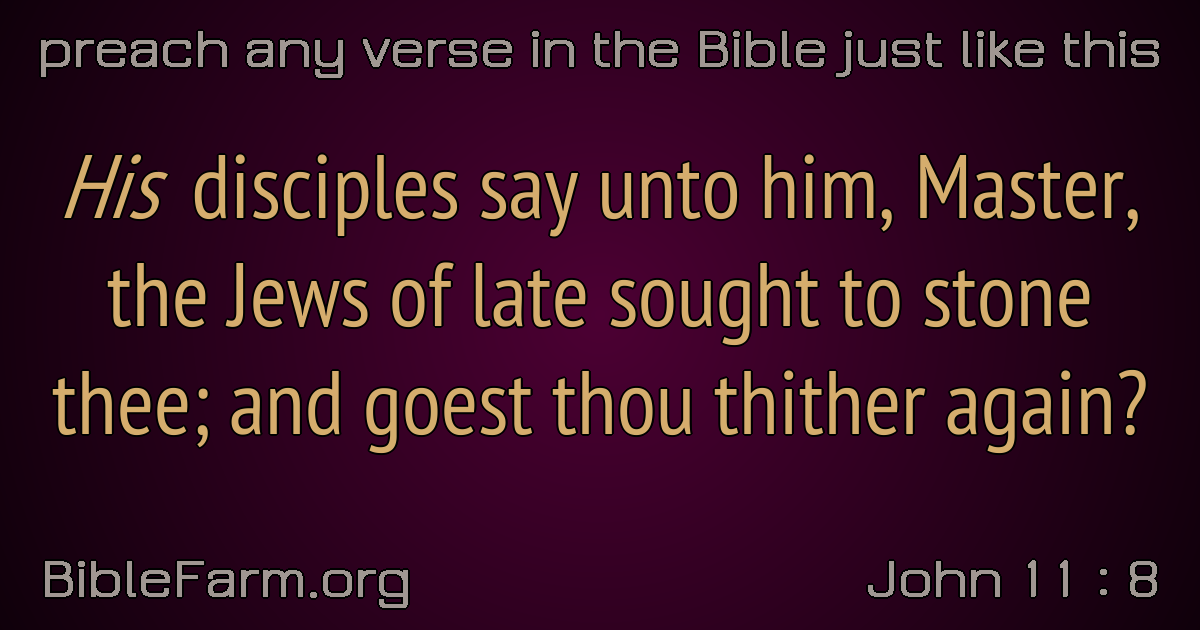 preach any verse in the Bible just like this
His disciples say unto him, Master,
the Jews of late sought to stone
thee; and goest thou thither again?
BibleFarm.org
John 11 : 8